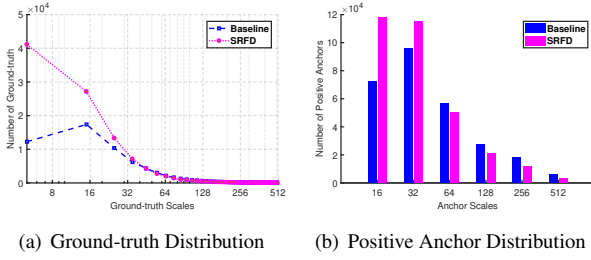 5 ×10⁴
4
3
2
1
0
Number of Ground-truth
Baseline
SRFD
8 16 32 64 128 256 512
Ground-truth Scales
(a) Ground-truth Distribution
12 ×10⁴
10
8
6
4
2
0
Number of Positive Anchors
Baseline
SRFD
16 32 64 128 256 512
Anchor Scales
(b) Positive Anchor Distribution